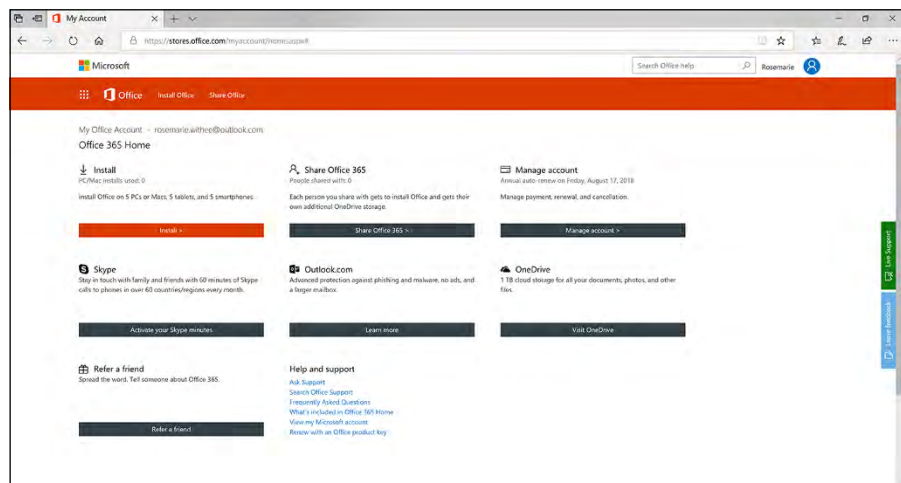 My Account
https://stores.office.com/myaccount/home.aspx#
Microsoft
Search Office help
Rosemarie
Office
Install Office
Share Office
My Office Account - rosemarie.withee@outlook.com
Office 365 Home
Install
PC/Mac installs used: 0
Install Office on 5 PCs or Macs, 5 tablets, and 5 smartphones.
Install >
Share Office 365
People shared with: 0
Each person you share with gets to install Office and gets their
own additional OneDrive storage.
Share Office 365 >
Manage account
Annual auto-renew on Friday, August 17, 2018
Manage payment, renewal, and cancellation.
Manage account >
Skype
Stay in touch with family and friends with 60 minutes of Skype
calls to phones in over 60 countries/regions every month.
Activate your Skype minutes
Outlook.com
Advanced protection against phishing and malware, no ads, and
a larger mailbox.
Learn more
OneDrive
1 TB cloud storage for all your documents, photos, and other
files.
Visit OneDrive
Refer a friend
Spread the word. Tell someone about Office 365.
Refer a friend
Help and support
Ask Support
Search Office Support
Frequently Asked Questions
What's included in Office 365 Home
View my Microsoft account
Renew with an Office product key
Live Support
Leave feedback